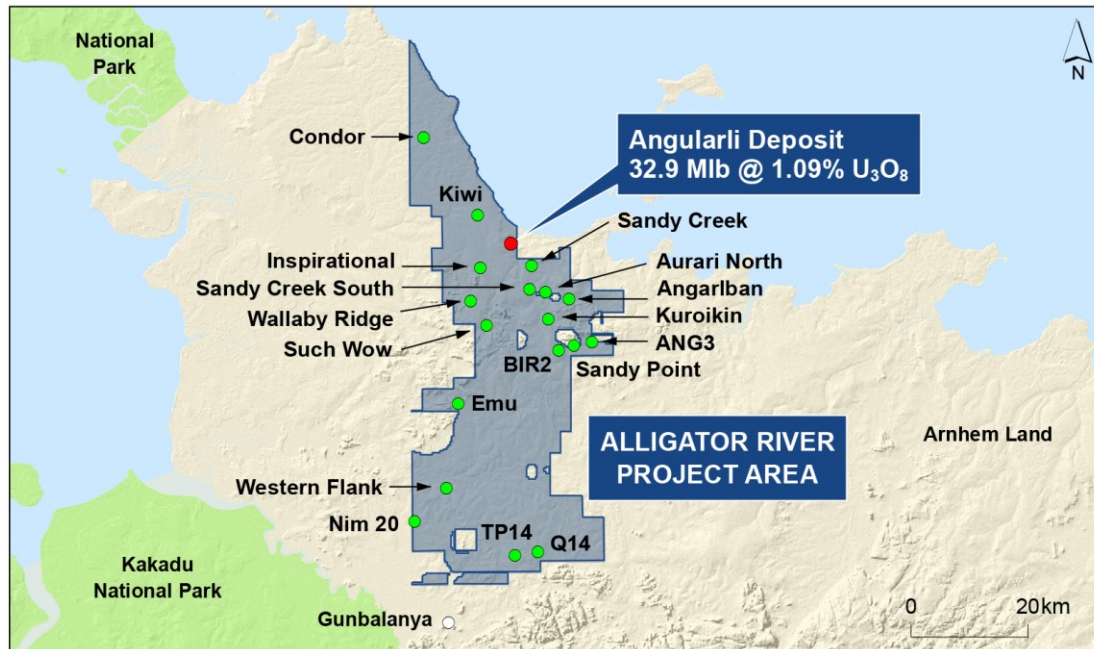 National
Park
N
Condor
Angularli Deposit
32.9 Mlb @ 1.09% U₃O₈
Kiwi
Sandy Creek
Inspirational
Aurari North
Sandy Creek South
Angarlban
Wallaby Ridge
Kuroikin
Such Wow
ANG3
BIR2
Sandy Point
Emu
ALLIGATOR RIVER
PROJECT AREA
Arnhem Land
Western Flank
Nim 20
TP14
Q14
Kakadu
National Park
Gunbalanya
0 20km